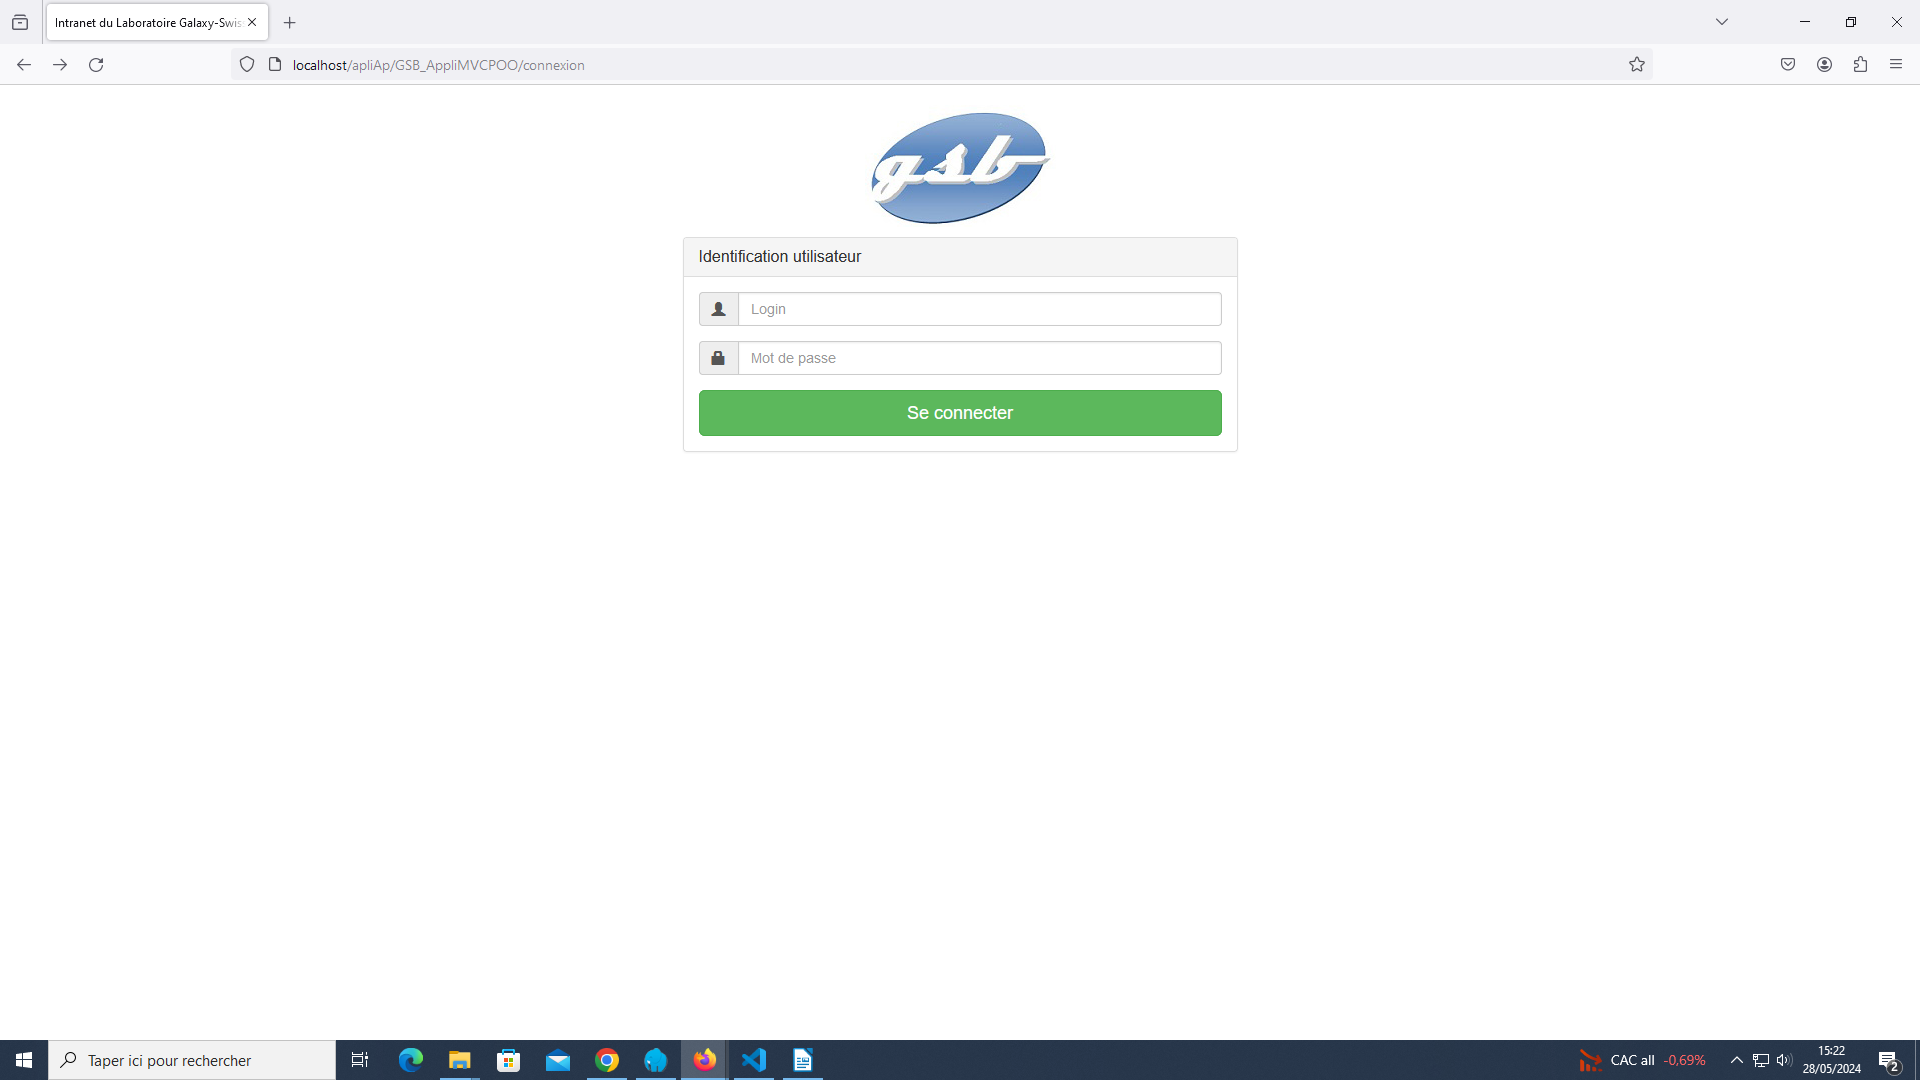 Intranet du Laboratoire Galaxy-Swis
localhost/apliAp/GSB_AppliMVCPOO/connexion
gsb
Identification utilisateur
Login
Mot de passe
Se connecter
Taper ici pour rechercher
CAC all -0,69%
15:22
28/05/2024
2